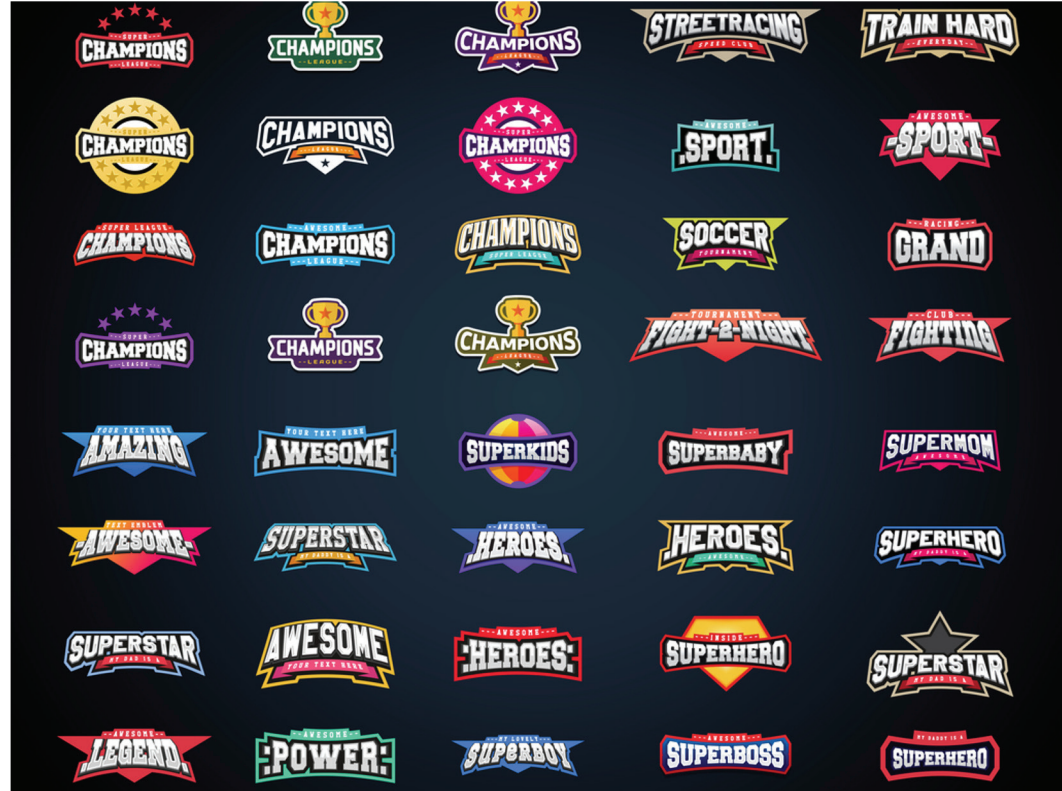 SUPER
CHAMPIONS
LEAGUE
CHAMPIONS
LEAGUE
CHAMPIONS
LEAGUE
STREETRACING
SPEED CLUB
TRAIN HARD
EVERYDAY
SUPER
CHAMPIONS
LEAGUE
CHAMPIONS
LEAGUE
SUPER
CHAMPIONS
LEAGUE
AWESOME
.SPORT.
AWESOME
-SPORT-
SUPER LEAGUE
CHAMPIONS
AWESOME
CHAMPIONS
LEAGUE
CHAMPIONS
SUPER LEAGUE
SOCCER
TOURNAMENT
RACING
GRAND
SUPER
CHAMPIONS
LEAGUE
CHAMPIONS
LEAGUE
CHAMPIONS
LEAGUE
TOURNAMENT
FIGHT-2-NIGHT
CLUB
FIGHTING
YOUR TEXT HERE
AMAZING
YOUR TEXT HERE
AWESOME
SUPERKIDS
AWESOME
SUPERBABY
SUPERMOM
AWESOME
TEXT EMBLEM
-AWESOME-
SUPERSTAR
MY DADDY IS A
AWESOME
.HEROES.
.HEROES.
AWESOME
SUPERHERO
MY DADDY IS A
SUPERSTAR
MY DAD IS A
AWESOME
YOUR TEXT HERE
AWESOME
:HEROES:
INSIDE
SUPERHERO
SUPERSTAR
MY DAD IS A
AWESOME
.LEGEND.
AWESOME
:POWER:
MY LOVELY
SUPERBOY
AWESOME
SUPERBOSS
MY DADDY IS A
SUPERHERO